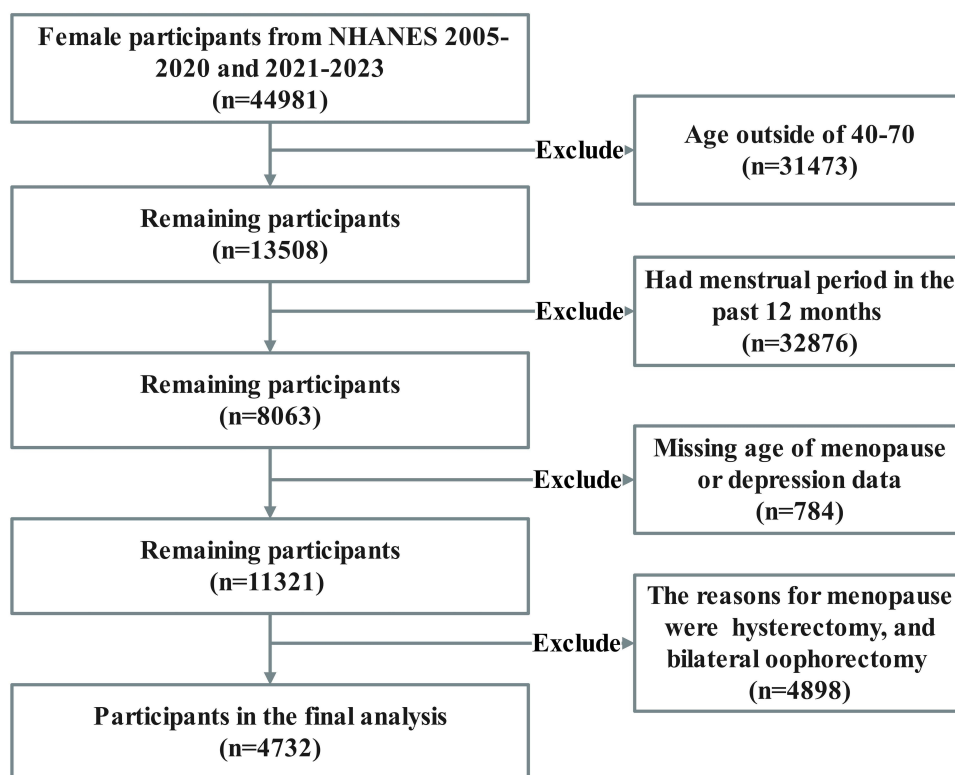 Female participants from NHANES 2005-
2020 and 2021-2023
(n=44981)
Exclude
Age outside of 40-70
(n=31473)
Remaining participants
(n=13508)
Exclude
Had menstrual period in the
past 12 months
(n=32876)
Remaining participants
(n=8063)
Exclude
Missing age of menopause
or depression data
(n=784)
Remaining participants
(n=11321)
Exclude
The reasons for menopause
were hysterectomy, and
bilateral oophorectomy
(n=4898)
Participants in the final analysis
(n=4732)